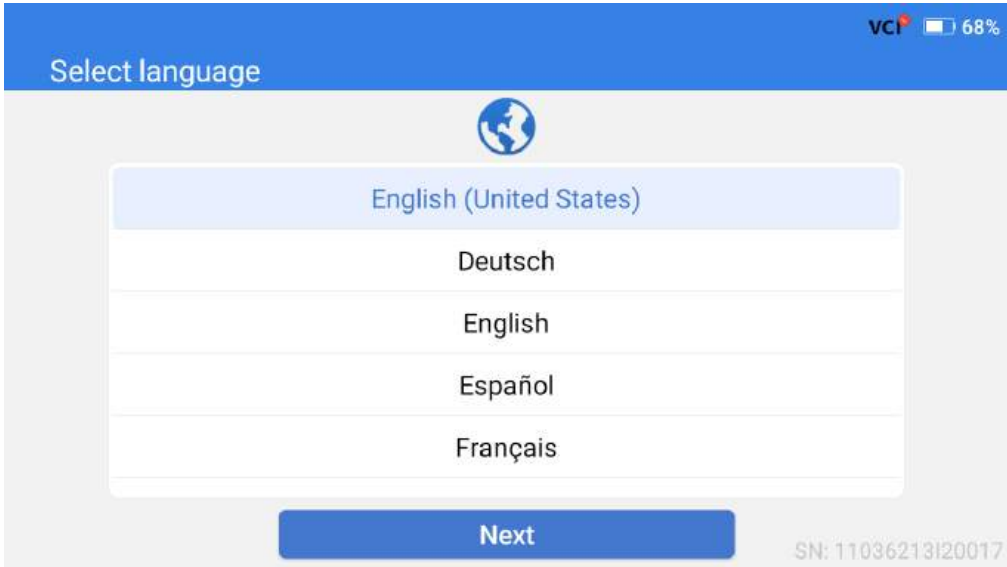 VCI 68%
Select language
English (United States)
Deutsch
English
Español
Français
Next
SN: 11036213I20017